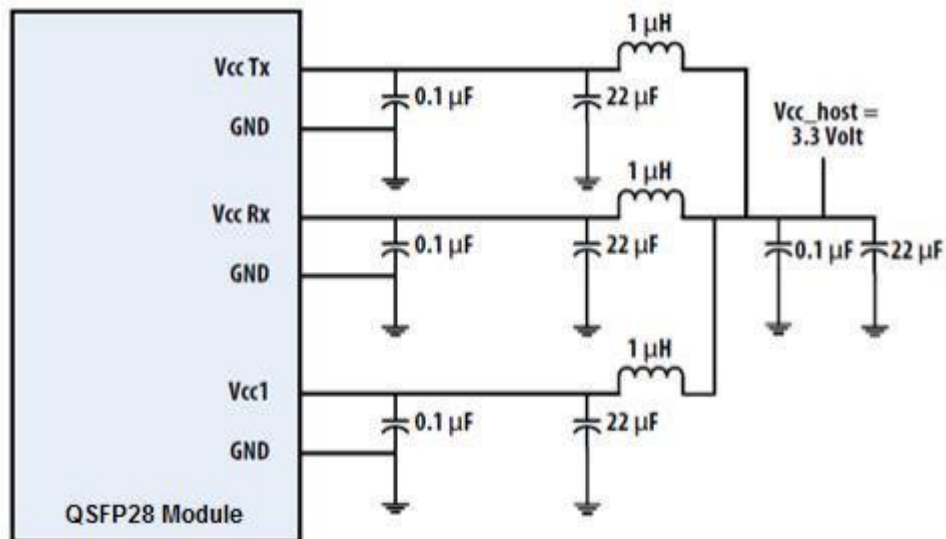 1 μH
Vcc Tx
0.1 μF
22 μF
GND
Vcc_host =
3.3 Volt
1 μH
Vcc Rx
0.1 μF
22 μF
0.1 μF
22 μF
GND
1 μH
Vcc1
0.1 μF
22 μF
GND
QSFP28 Module